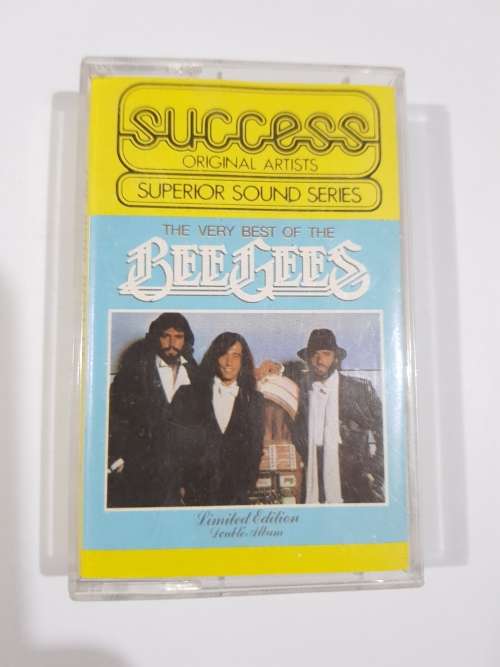 success
ORIGINAL ARTISTS
SUPERIOR SOUND SERIES
THE VERY BEST OF THE
BEE GEES
Limited Edition
Double Album